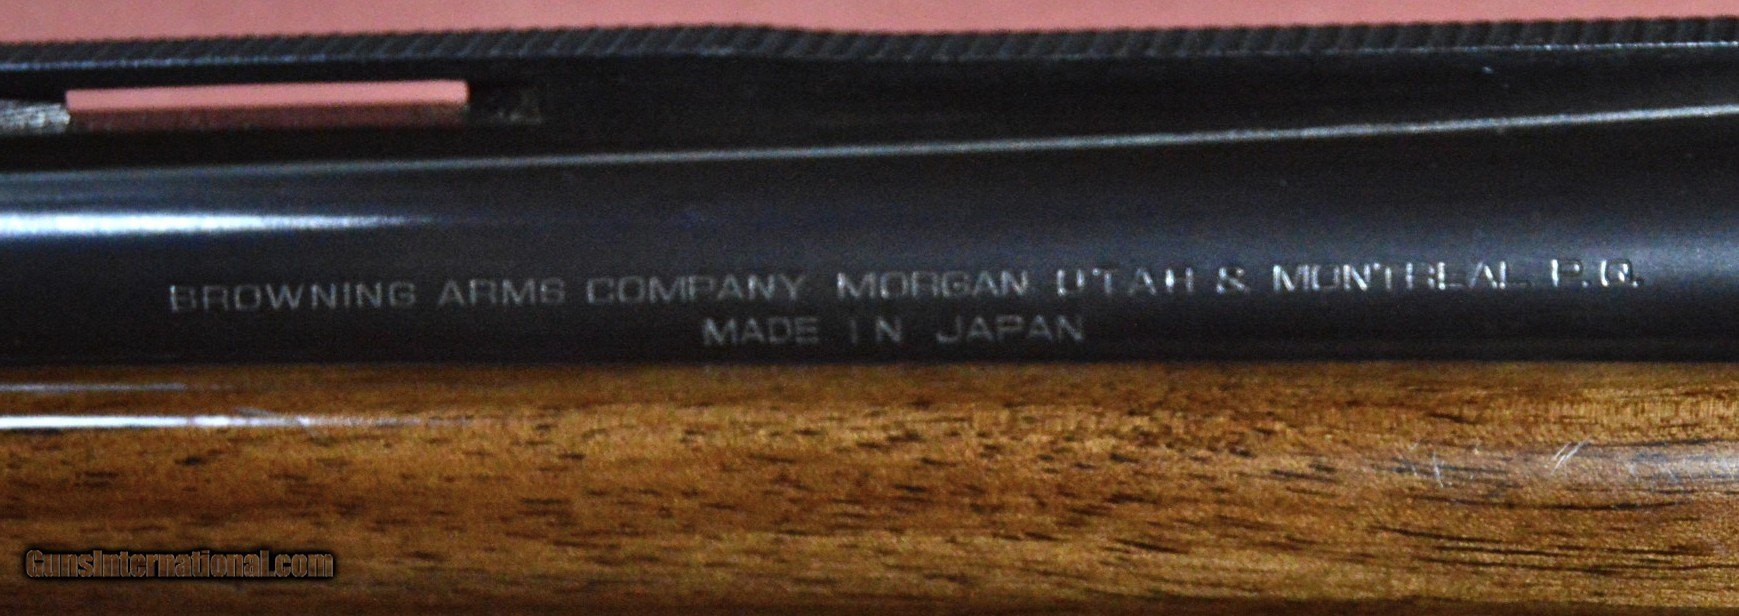 BROWNING ARMS COMPANY MORGAN UTAH & MONTREAL P.Q.
MADE IN JAPAN
GunsInternational.com